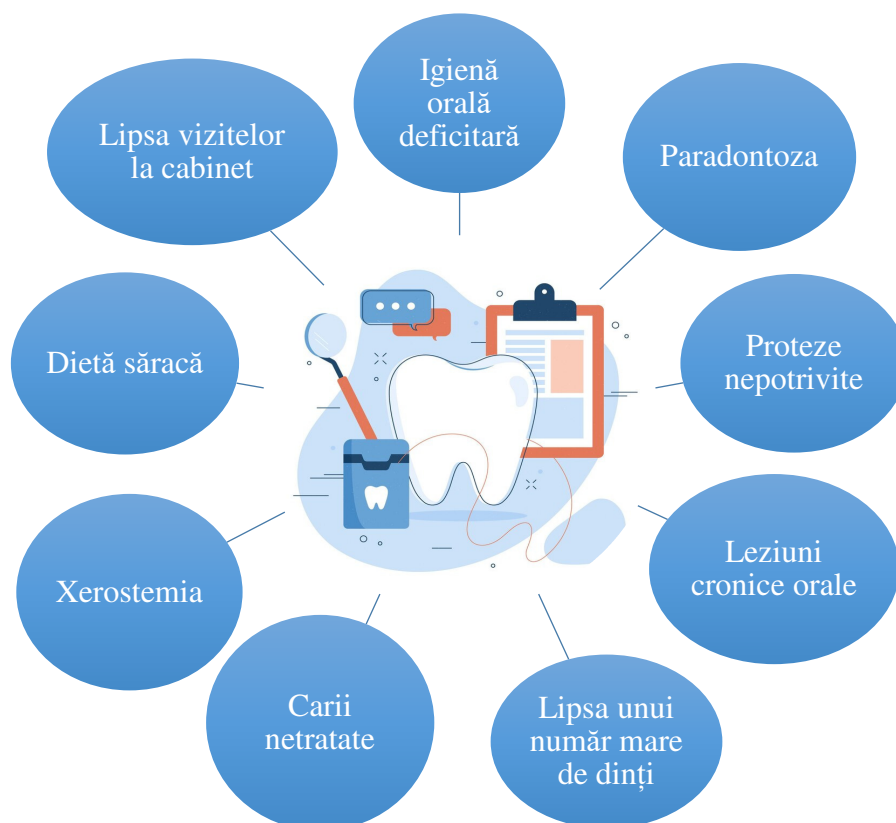 Igienă
orală
deficitară
Paradontoza
Proteze
nepotrivite
Leziuni
cronice orale
Lipsa unui
număr mare
de dinți
Carii
netratate
Xerostemia
Dietă săracă
Lipsa vizitelor
la cabinet